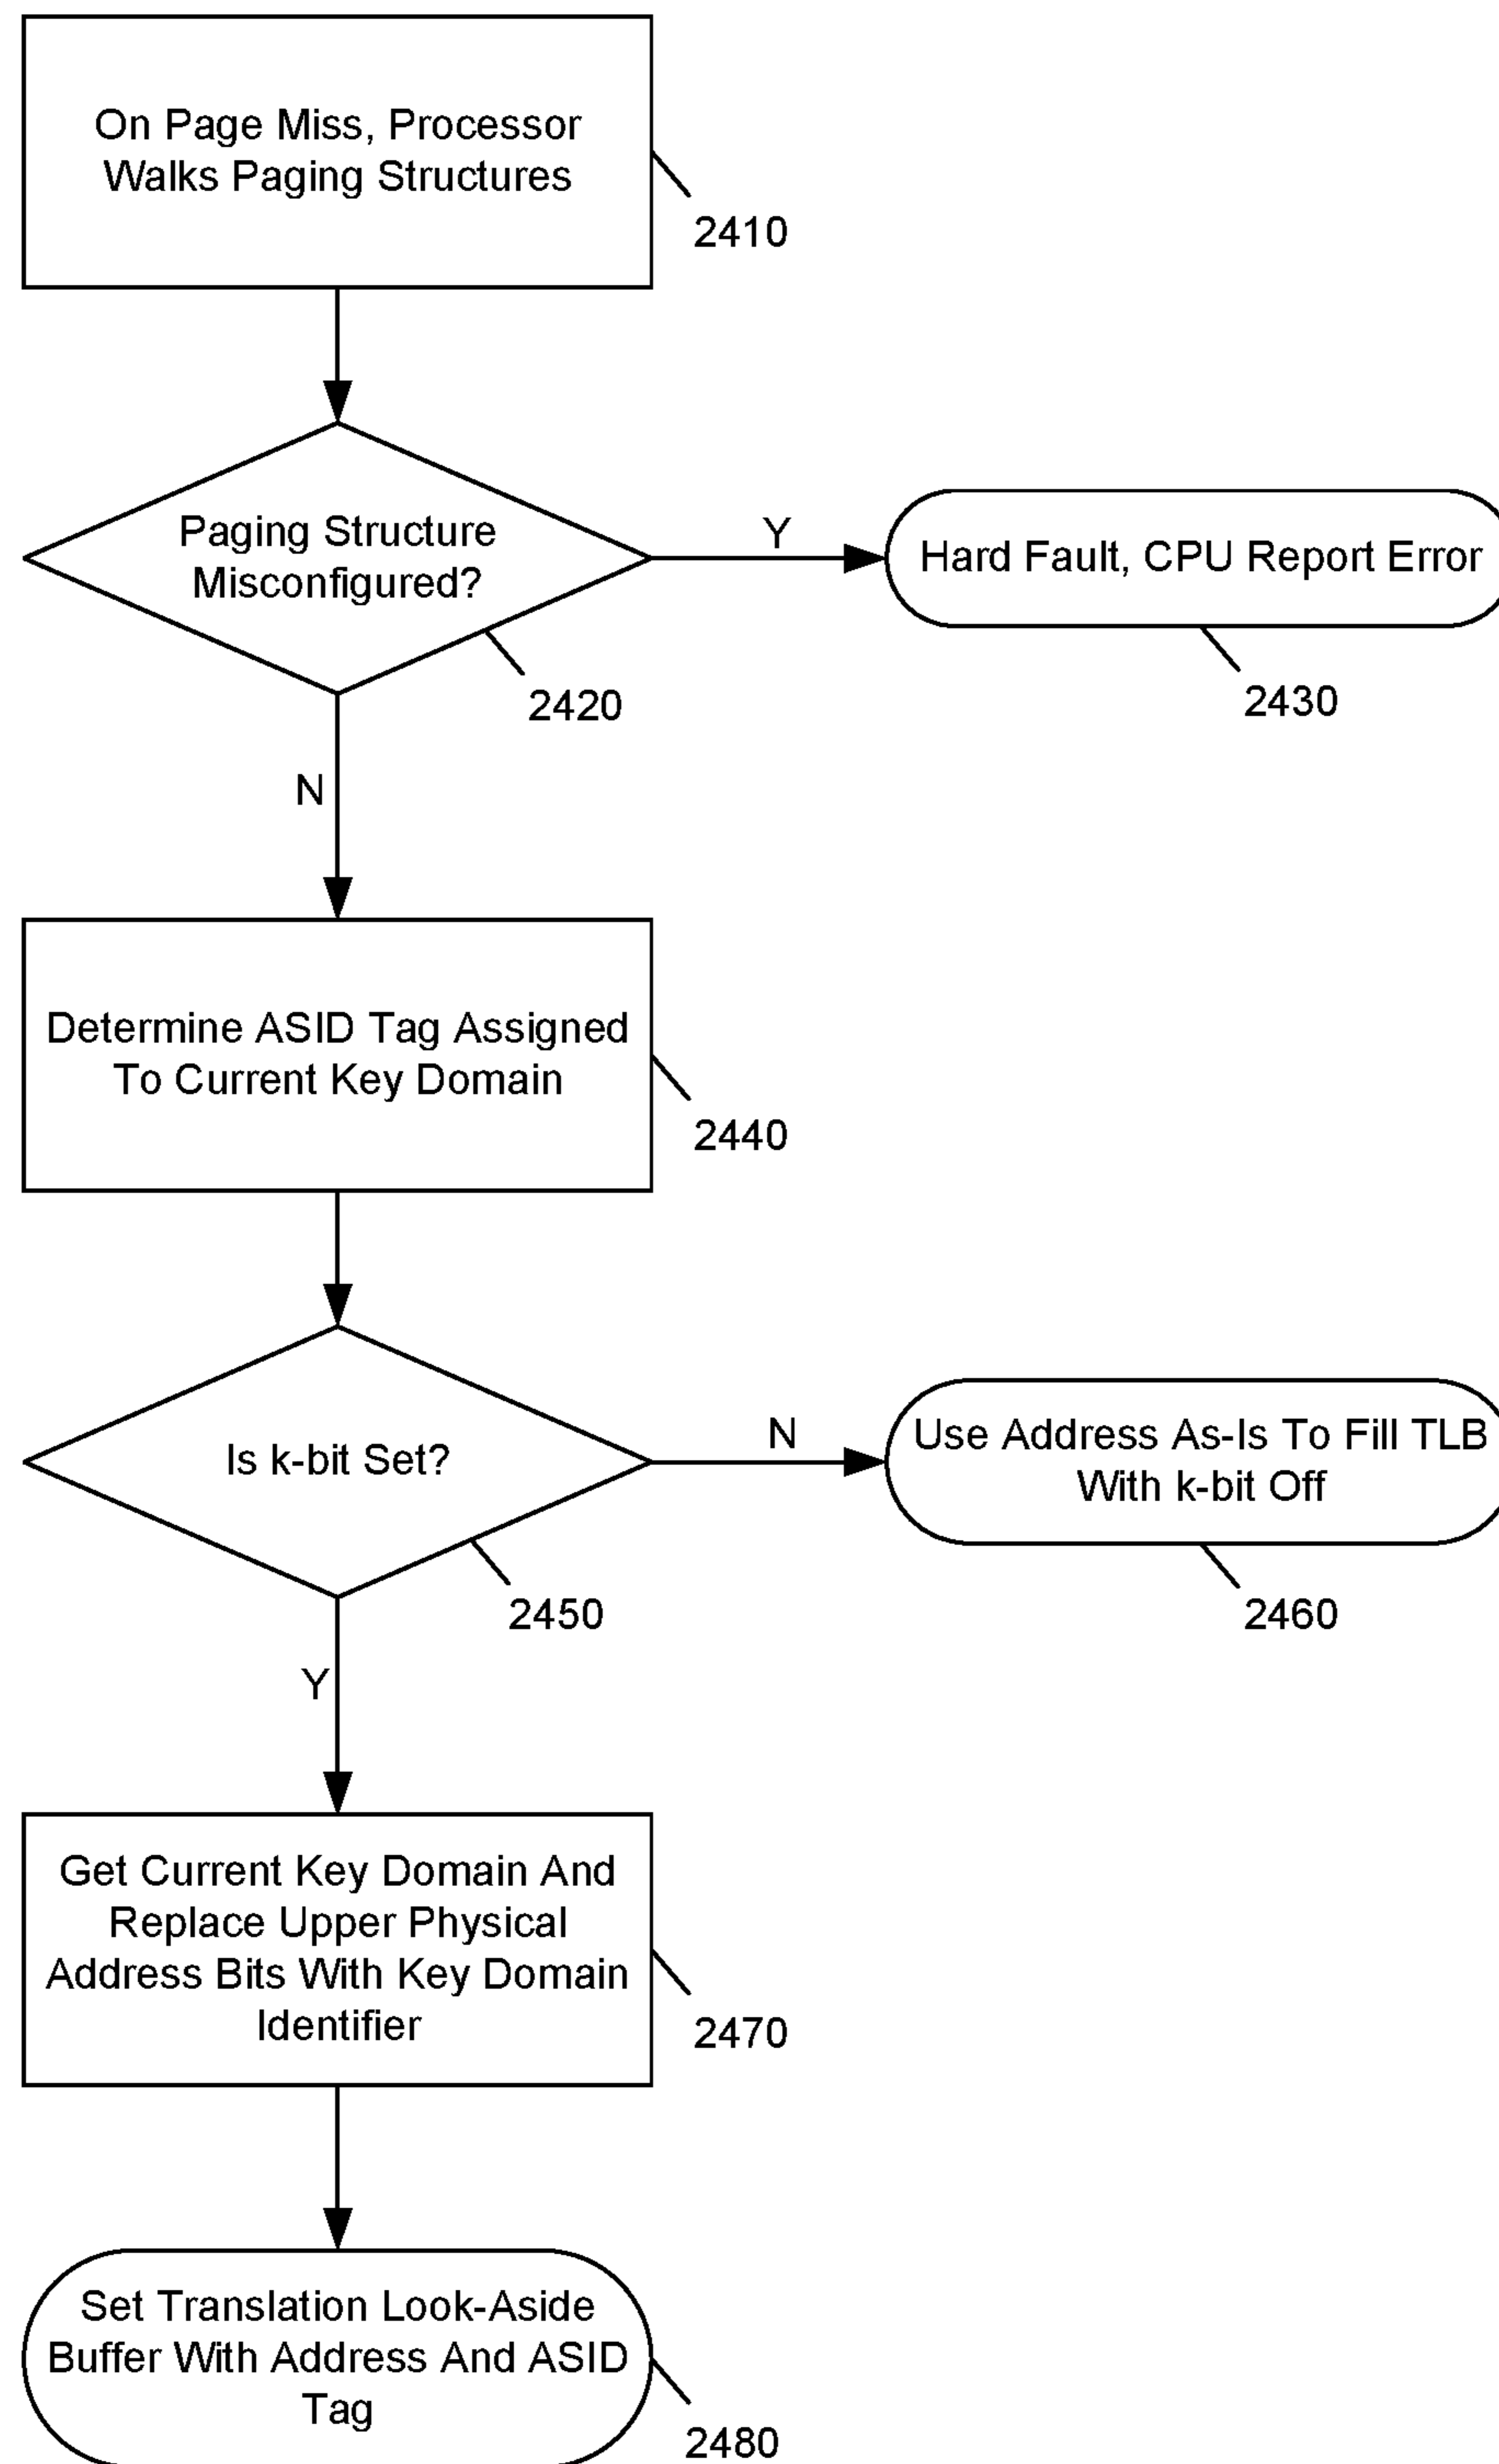 On Page Miss, Processor
Walks Paging Structures
2410
Paging Structure
Misconfigured?
2420
Y
Hard Fault, CPU Report Error
2430
N
Determine ASID Tag Assigned
To Current Key Domain
2440
Is k-bit Set?
2450
N
Use Address As-Is To Fill TLB
With k-bit Off
2460
Y
Get Current Key Domain And
Replace Upper Physical
Address Bits With Key Domain
Identifier
2470
Set Translation Look-Aside
Buffer With Address And ASID
Tag
2480